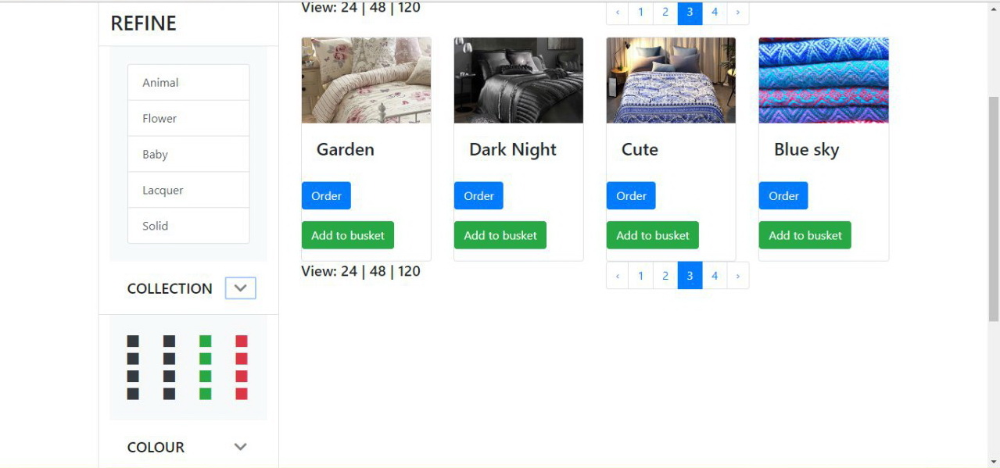 REFINE
Animal
Flower
Baby
Lacquer
Solid
COLLECTION
COLOUR
View: 24 | 48 | 120
‹ 1 2 3 4 ›
Garden
Order
Add to busket
Dark Night
Order
Add to busket
Cute
Order
Add to busket
Blue sky
Order
Add to busket
View: 24 | 48 | 120
‹ 1 2 3 4 ›